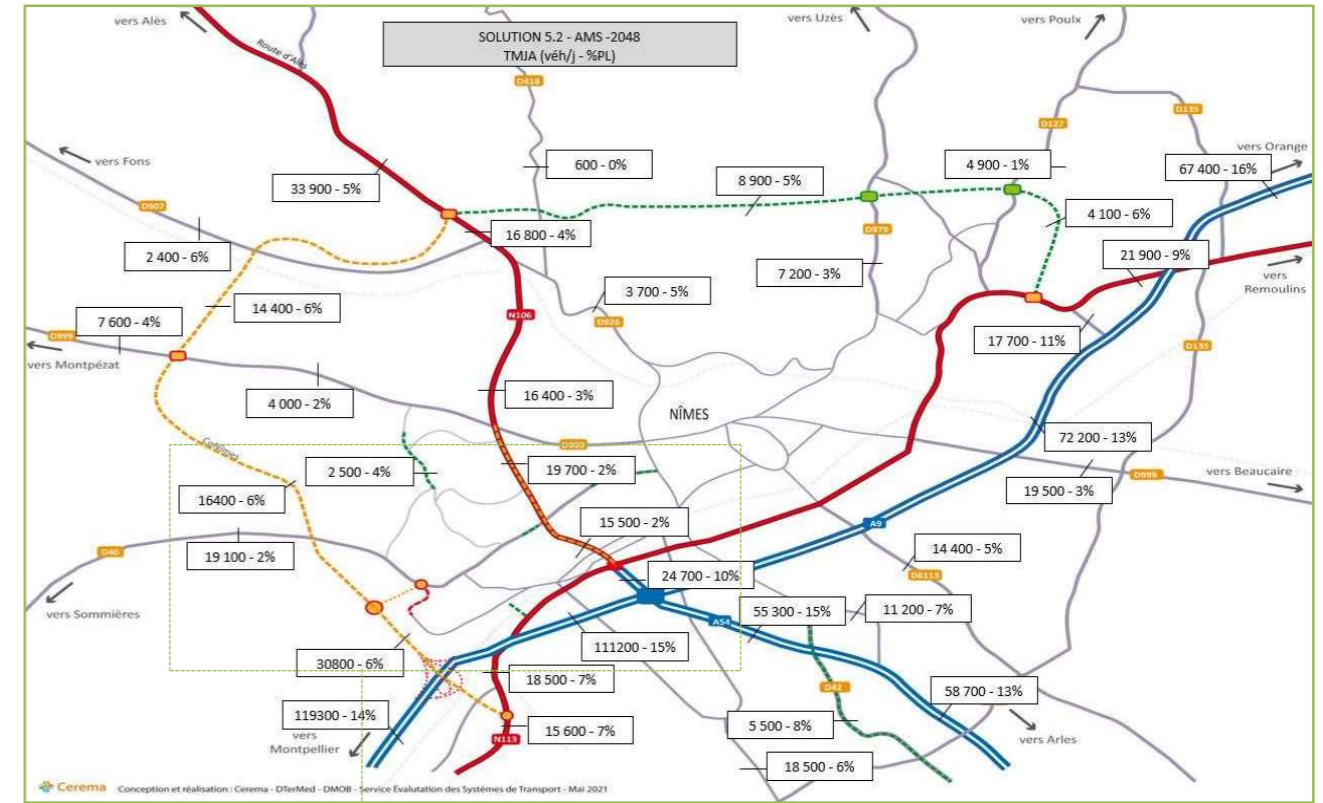 vers Alès
vers Uzès
vers Poulx
SOLUTION 5.2 - AMS -2048
TMJA (véh/j - %PL)
Route d'Alès
D418
D135
D127
vers Orange
vers Fons
600 - 0%
4 900 - 1%
67 400 - 16%
33 900 - 5%
8 900 - 5%
D907
4 100 - 6%
16 800 - 4%
D979
2 400 - 6%
21 900 - 9%
7 200 - 3%
vers
Remoulins
3 700 - 5%
14 400 - 6%
7 600 - 4%
N106
D926
D999
17 700 - 11%
D135
vers Montpézat
16 400 - 3%
4 000 - 2%
NÎMES
72 200 - 13%
D999
2 500 - 4%
19 700 - 2%
vers Beaucaire
D999
16400 - 6%
19 500 - 3%
15 500 - 2%
A9
19 100 - 2%
D40
14 400 - 5%
24 700 - 10%
D6113
vers Sommières
55 300 - 15%
11 200 - 7%
A54
111200 - 15%
30800 - 6%
18 500 - 7%
D42
58 700 - 13%
119300 - 14%
5 500 - 8%
15 600 - 7%
vers
Montpellier
N113
vers Arles
18 500 - 6%
Cerema
Conception et réalisation : Cerema - DTerMed - DMOB - Service Évalutation des Systèmes de Transport - Mai 2021